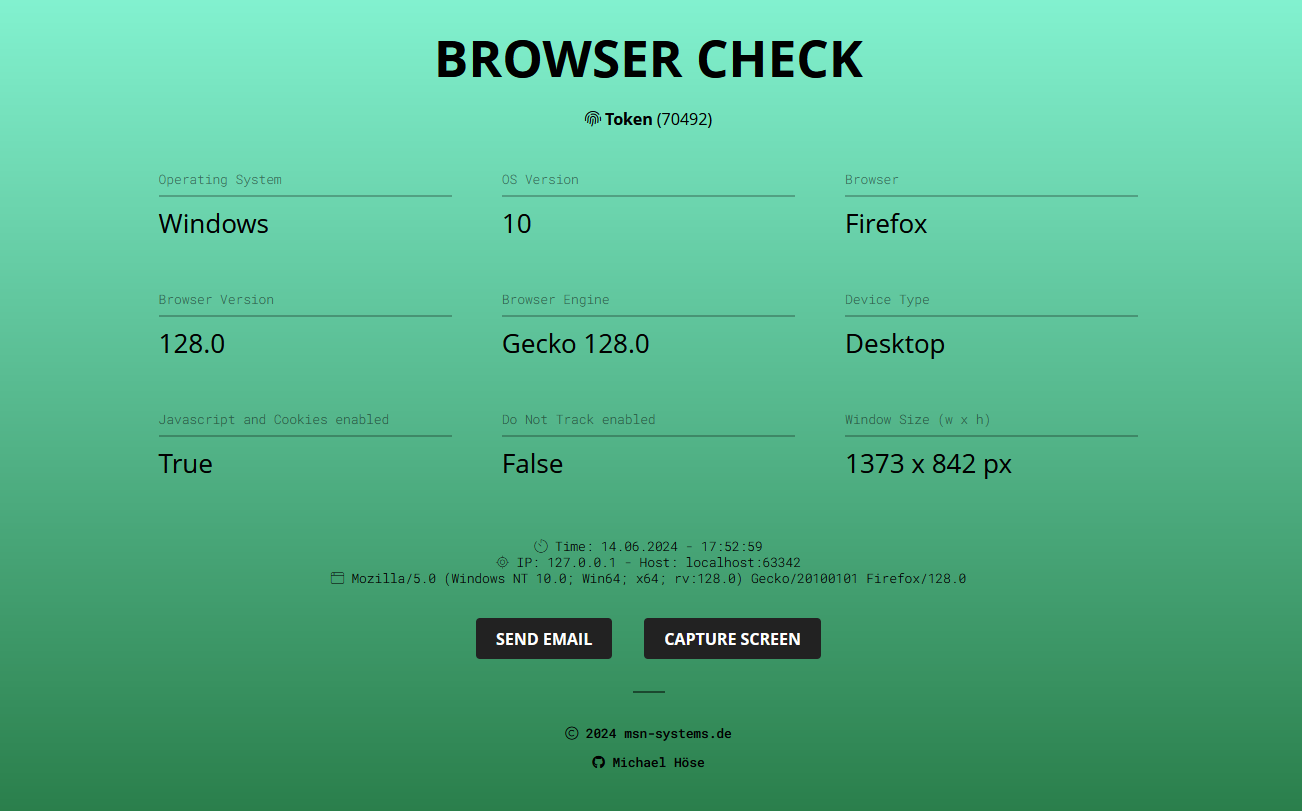 BROWSER CHECK
Token (70492)
Operating System
OS Version
Browser
Windows
10
Firefox
Browser Version
Browser Engine
Device Type
128.0
Gecko 128.0
Desktop
Javascript and Cookies enabled
Do Not Track enabled
Window Size (w x h)
True
False
1373 x 842 px
Time: 14.06.2024 - 17:52:59
IP: 127.0.0.1 - Host: localhost:63342
Mozilla/5.0 (Windows NT 10.0; Win64; x64; rv:128.0) Gecko/20100101 Firefox/128.0
SEND EMAIL
CAPTURE SCREEN
© 2024 msn-systems.de
Michael Höse